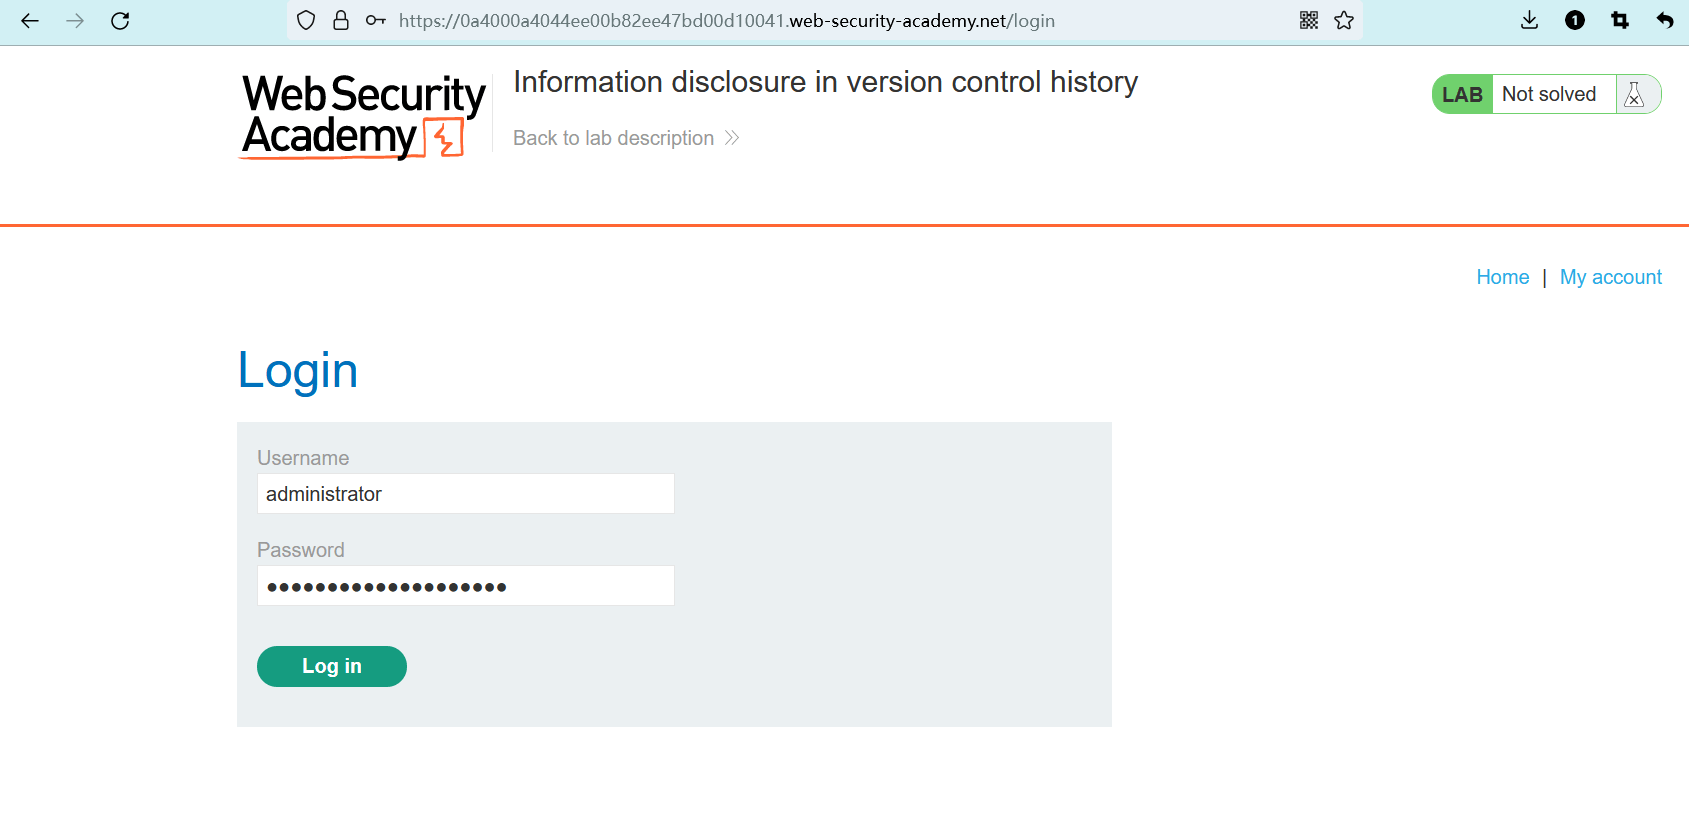 https://0a4000a4044ee00b82ee47bd00d10041.web-security-academy.net/login
1
Web Security
Academy
Information disclosure in version control history
Back to lab description
LAB Not solved
Home | My account
Login
Username
administrator
Password
••••••••••••••••••••
Log in